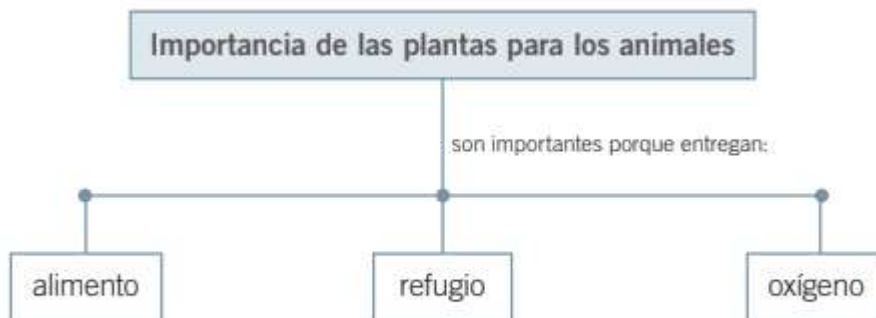 Importancia de las plantas para los animales
son importantes porque entregan:
alimento
refugio
oxígeno